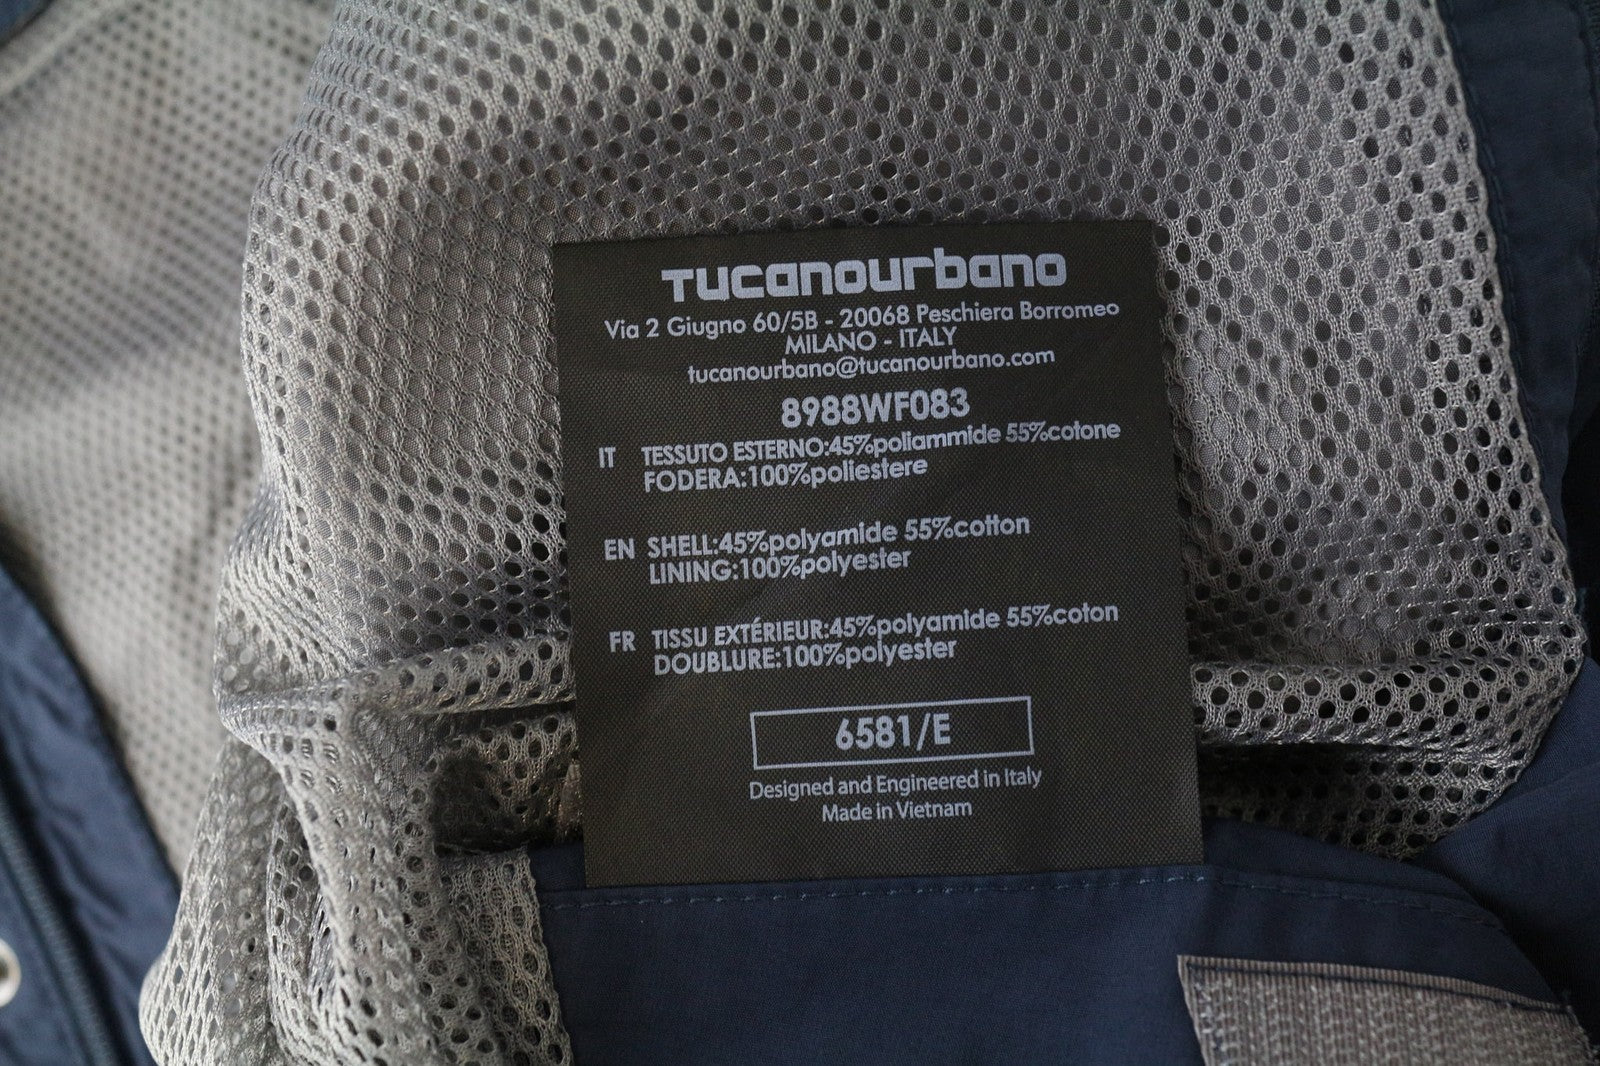 Tucanourbano
Via 2 Giugno 60/5B - 20068 Peschiera Borromeo
MILANO - ITALY
tucanourbano@tucanourbano.com
8988WF083
IT TESSUTO ESTERNO:45%poliammide 55%cotone
FODERA:100%poliestere
EN SHELL:45%polyamide 55%cotton
LINING:100%polyester
FR TISSU EXTÉRIEUR:45%polyamide 55%coton
DOUBLURE:100%polyester
6581/E
Designed and Engineered in Italy
Made in Vietnam